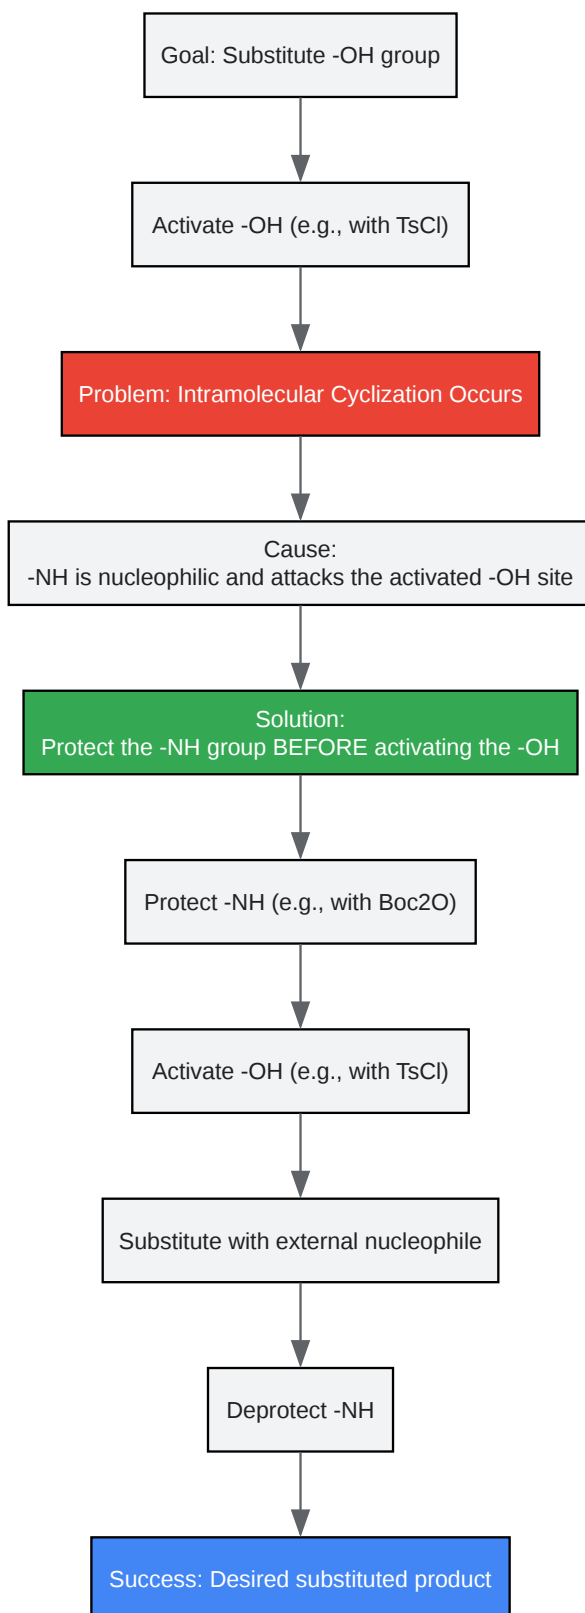 Goal: Substitute -OH group
Activate -OH (e.g., with TsCl)
Problem: Intramolecular Cyclization Occurs
Cause:
-NH is nucleophilic and attacks the activated -OH site
Solution:
Protect the -NH group BEFORE activating the -OH
Protect -NH (e.g., with Boc2O)
Activate -OH (e.g., with TsCl)
Substitute with external nucleophile
Deprotect -NH
Success: Desired substituted product